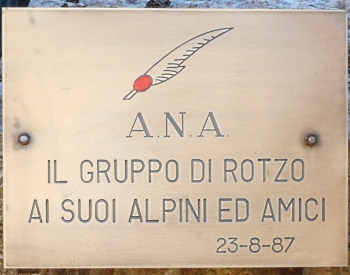 A.N.A.
IL GRUPPO DI ROTZO
AI SUOI ALPINI ED AMICI
23-8-87